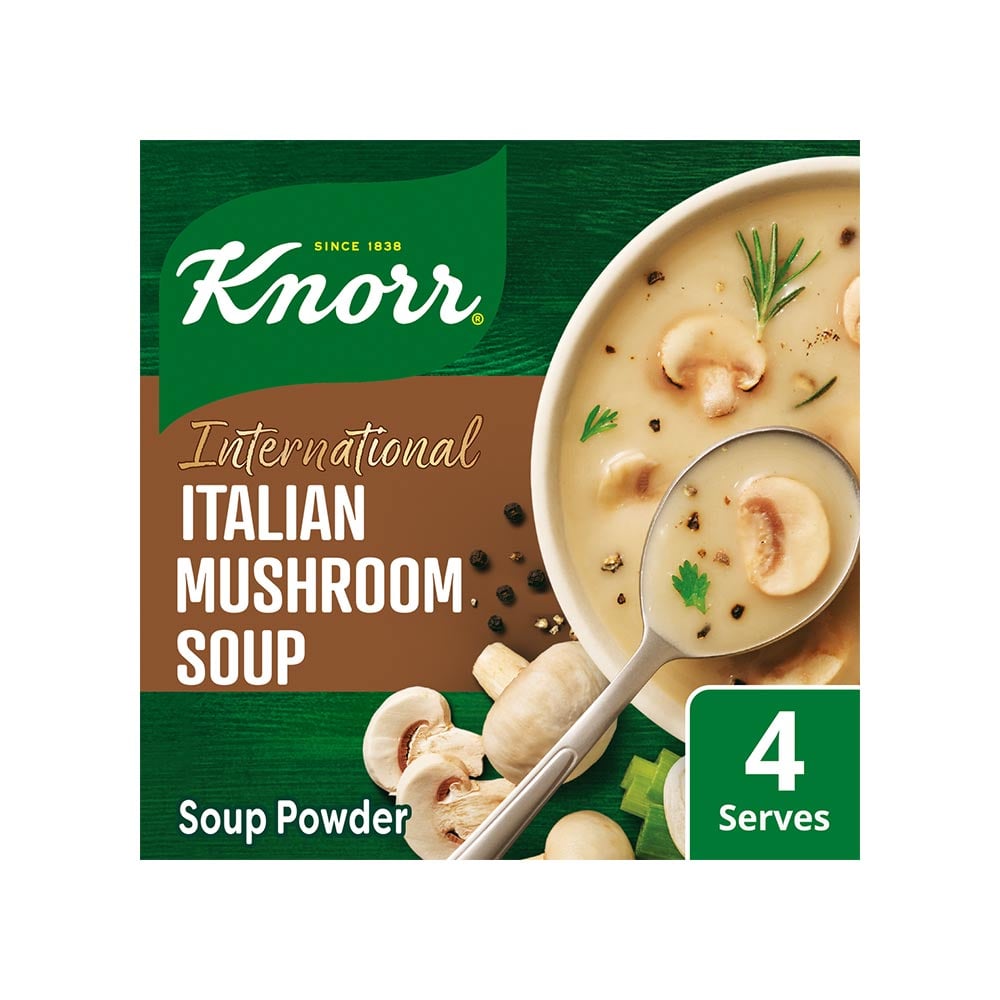 SINCE 1838
Knorr®
International
ITALIAN
MUSHROOM
SOUP
Soup Powder
4
Serves